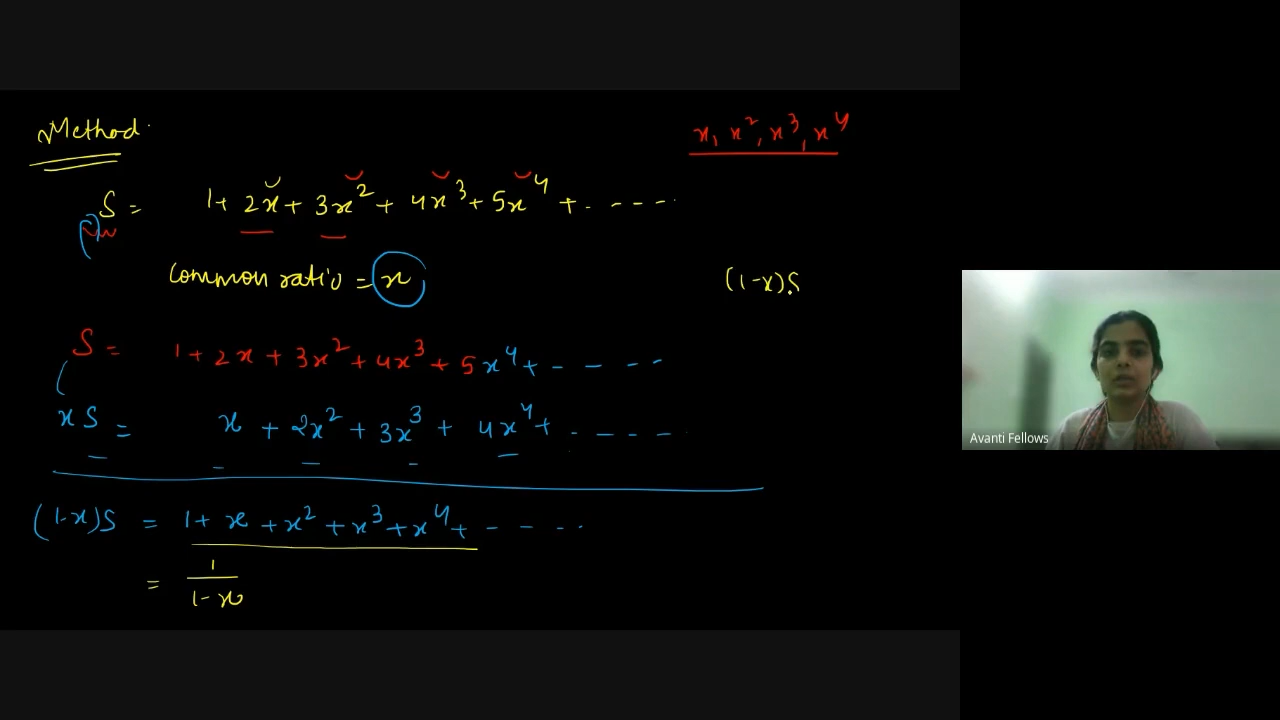 Method
x, x², x³, x⁴
S = 1 + 2x + 3x² + 4x³ + 5x⁴ + - - - -
Common ratio = x
(1-x)S
S = 1 + 2x + 3x² + 4x³ + 5x⁴ + - - - -
xS = x + 2x² + 3x³ + 4x⁴ + - - - -
(1-x)S = 1 + x + x² + x³ + x⁴ + - - - -
= 1/(1-x)
Avanti Fellows